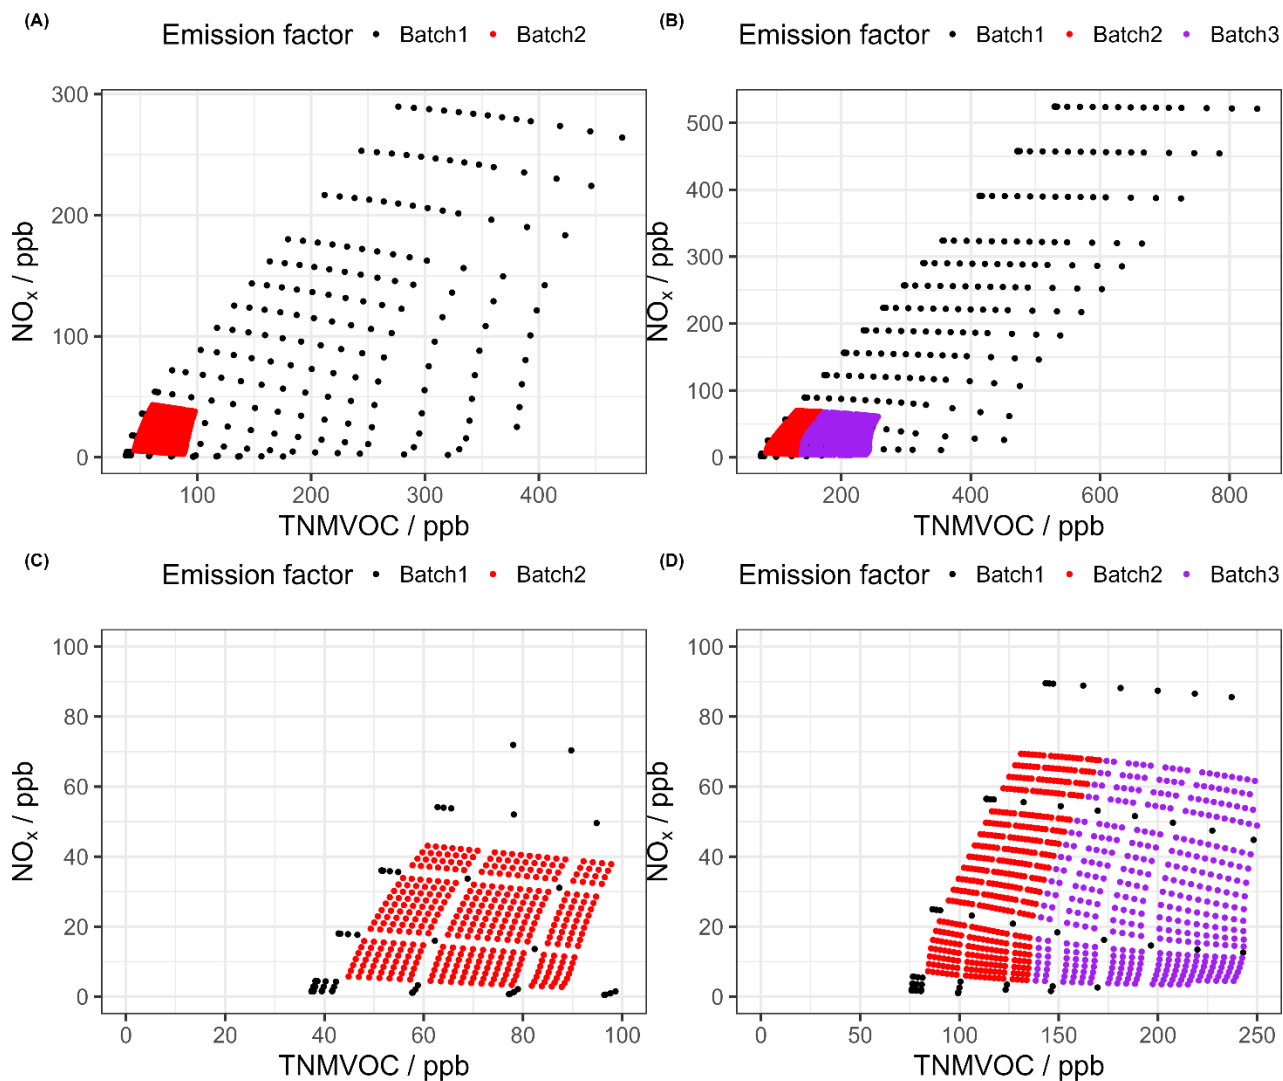 (A) Emission factor Batch1 Batch2
300
200
100
0
NOx / ppb
100 200 300 400
TNMVOC / ppb
(B) Emission factor Batch1 Batch2 Batch3
500
400
300
200
100
0
NOx / ppb
200 400 600 800
TNMVOC / ppb
(C) Emission factor Batch1 Batch2
100
80
60
40
20
0
NOx / ppb
0 20 40 60 80 100
TNMVOC / ppb
(D) Emission factor Batch1 Batch2 Batch3
100
80
60
40
20
0
NOx / ppb
0 50 100 150 200 250
TNMVOC / ppb